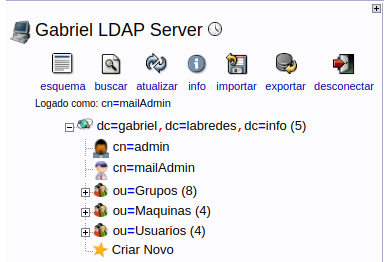 Gabriel LDAP Server
esquema buscar atualizar info importar exportar desconectar
Logado como: cn=mailAdmin
dc=gabriel,dc=labredes,dc=info (5)
cn=admin
cn=mailAdmin
ou=Grupos (8)
ou=Maquinas (4)
ou=Usuarios (4)
Criar Novo